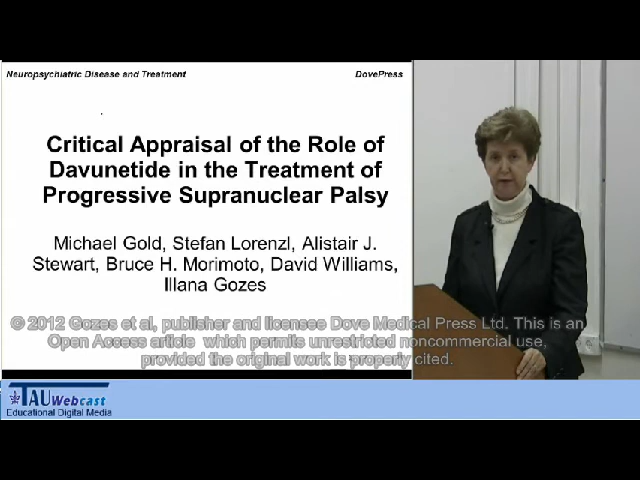 Neuropsychiatric Disease and Treatment DovePress
Critical Appraisal of the Role of
Davunetide in the Treatment of
Progressive Supranuclear Palsy
Michael Gold, Stefan Lorenzl, Alistair J.
Stewart, Bruce H. Morimoto, David Williams,
Illana Gozes
© 2012 Gozes et al, publisher and licensee Dove Medical Press Ltd. This is an
Open Access article which permits unrestricted noncommercial use,
provided the original work is properly cited.
TAU Webcast
Educational Digital Media